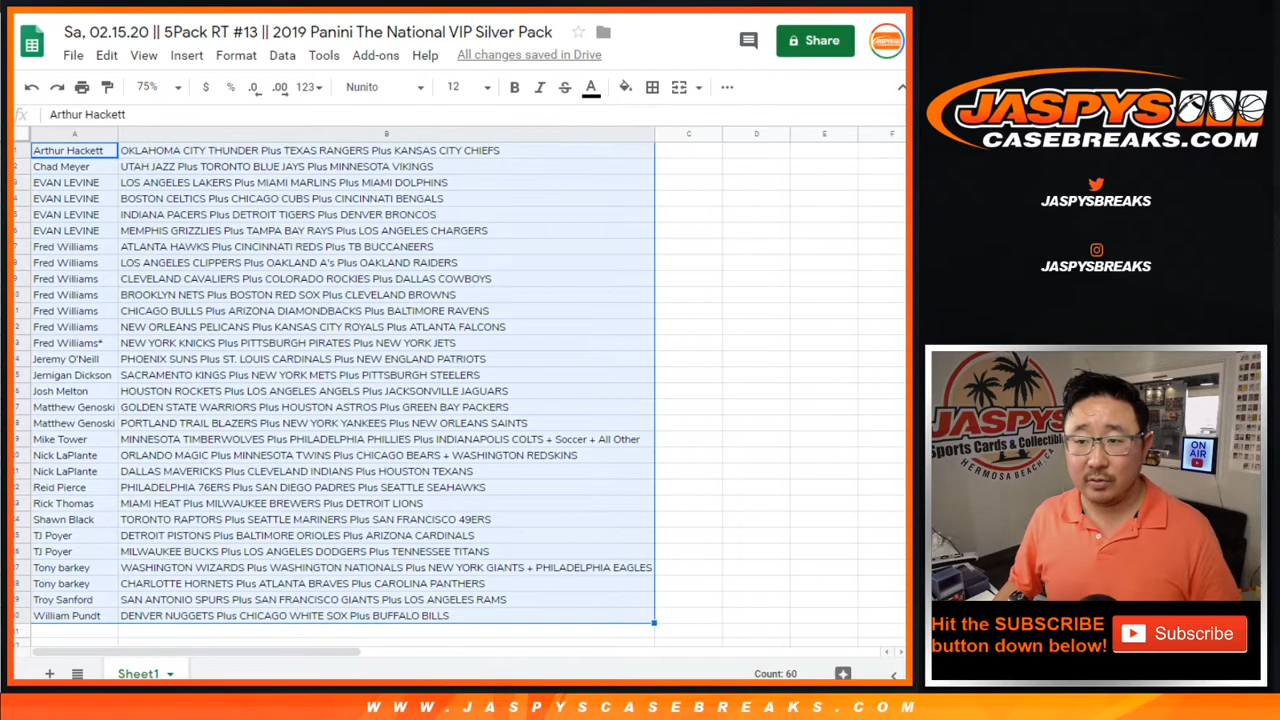 Sa, 02.15.20 || 5Pack RT #13 || 2019 Panini The National VIP Silver Pack
File Edit View Insert Format Data Tools Add-ons Help All changes saved in Drive
Share
75% $ % .0 .00 123 Nunito 12 B I S A
fx Arthur Hackett
A B C D E F
Arthur Hackett OKLAHOMA CITY THUNDER Plus TEXAS RANGERS Plus KANSAS CITY CHIEFS
Chad Meyer UTAH JAZZ Plus TORONTO BLUE JAYS Plus MINNESOTA VIKINGS
EVAN LEVINE LOS ANGELES LAKERS Plus MIAMI MARLINS Plus MIAMI DOLPHINS
EVAN LEVINE BOSTON CELTICS Plus CHICAGO CUBS Plus CINCINNATI BENGALS
EVAN LEVINE INDIANA PACERS Plus DETROIT TIGERS Plus DENVER BRONCOS
EVAN LEVINE MEMPHIS GRIZZLIES Plus TAMPA BAY RAYS Plus LOS ANGELES CHARGERS
Fred Williams ATLANTA HAWKS Plus CINCINNATI REDS Plus TB BUCCANEERS
Fred Williams LOS ANGELES CLIPPERS Plus OAKLAND A's Plus OAKLAND RAIDERS
Fred Williams CLEVELAND CAVALIERS Plus COLORADO ROCKIES Plus DALLAS COWBOYS
Fred Williams BROOKLYN NETS Plus BOSTON RED SOX Plus CLEVELAND BROWNS
Fred Williams CHICAGO BULLS Plus ARIZONA DIAMONDBACKS Plus BALTIMORE RAVENS
Fred Williams NEW ORLEANS PELICANS Plus KANSAS CITY ROYALS Plus ATLANTA FALCONS
Fred Williams* NEW YORK KNICKS Plus PITTSBURGH PIRATES Plus NEW YORK JETS
Jeremy O'Neill PHOENIX SUNS Plus ST. LOUIS CARDINALS Plus NEW ENGLAND PATRIOTS
Jernigan Dickson SACRAMENTO KINGS Plus NEW YORK METS Plus PITTSBURGH STEELERS
Josh Melton HOUSTON ROCKETS Plus LOS ANGELES ANGELS Plus JACKSONVILLE JAGUARS
Matthew Genoski GOLDEN STATE WARRIORS Plus HOUSTON ASTROS Plus GREEN BAY PACKERS
Matthew Genoski PORTLAND TRAIL BLAZERS Plus NEW YORK YANKEES Plus NEW ORLEANS SAINTS
Mike Tower MINNESOTA TIMBERWOLVES Plus PHILADELPHIA PHILLIES Plus INDIANAPOLIS COLTS + Soccer + All Other
Nick LaPlante ORLANDO MAGIC Plus MINNESOTA TWINS Plus CHICAGO BEARS + WASHINGTON REDSKINS
Nick LaPlante DALLAS MAVERICKS Plus CLEVELAND INDIANS Plus HOUSTON TEXANS
Reid Pierce PHILADELPHIA 76ERS Plus SAN DIEGO PADRES Plus SEATTLE SEAHAWKS
Rick Thomas MIAMI HEAT Plus MILWAUKEE BREWERS Plus DETROIT LIONS
Shawn Black TORONTO RAPTORS Plus SEATTLE MARINERS Plus SAN FRANCISCO 49ERS
TJ Poyer DETROIT PISTONS Plus BALTIMORE ORIOLES Plus ARIZONA CARDINALS
TJ Poyer MILWAUKEE BUCKS Plus LOS ANGELES DODGERS Plus TENNESSEE TITANS
Tony barkey WASHINGTON WIZARDS Plus WASHINGTON NATIONALS Plus NEW YORK GIANTS + PHILADELPHIA EAGLES
Tony barkey CHARLOTTE HORNETS Plus ATLANTA BRAVES Plus CAROLINA PANTHERS
Troy Sanford SAN ANTONIO SPURS Plus SAN FRANCISCO GIANTS Plus LOS ANGELES RAMS
William Pundt DENVER NUGGETS Plus CHICAGO WHITE SOX Plus BUFFALO BILLS
Sheet1 Count: 60
JASPYS
CASEBREAKS.COM
JASPYSBREAKS
JASPYSBREAKS
JASPYS
Sports Cards & Collectibl
HERMOSA BEACH
ON AIR
Hit the SUBSCRIBE
button down below!
Subscribe
WWW.JASPYSCASEBREAKS.COM